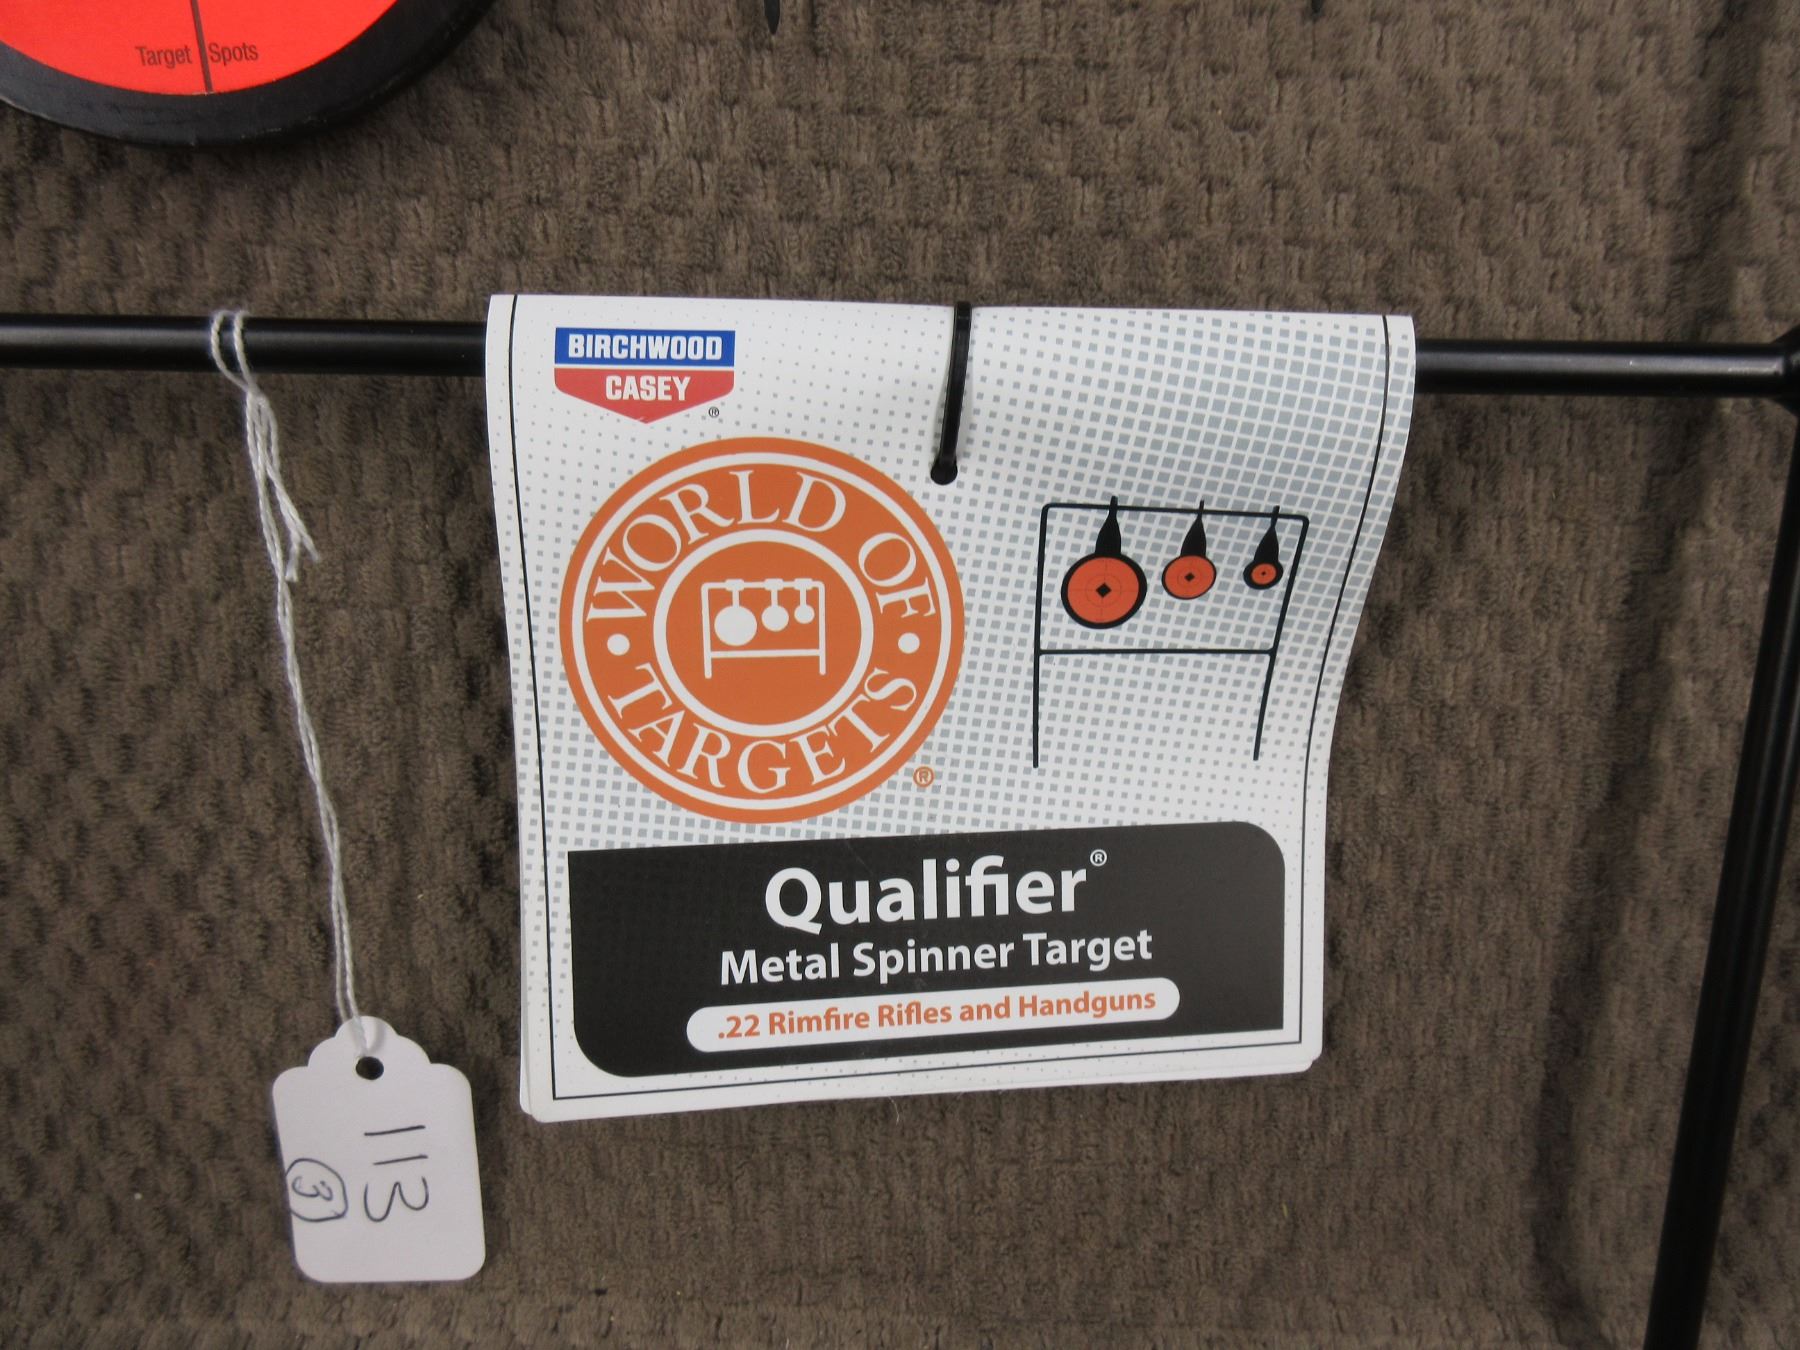 Target Spots
BIRCHWOOD
CASEY
®
WORLD OF
TARGETS
®
Qualifier®
Metal Spinner Target
.22 Rimfire Rifles and Handguns
113
3